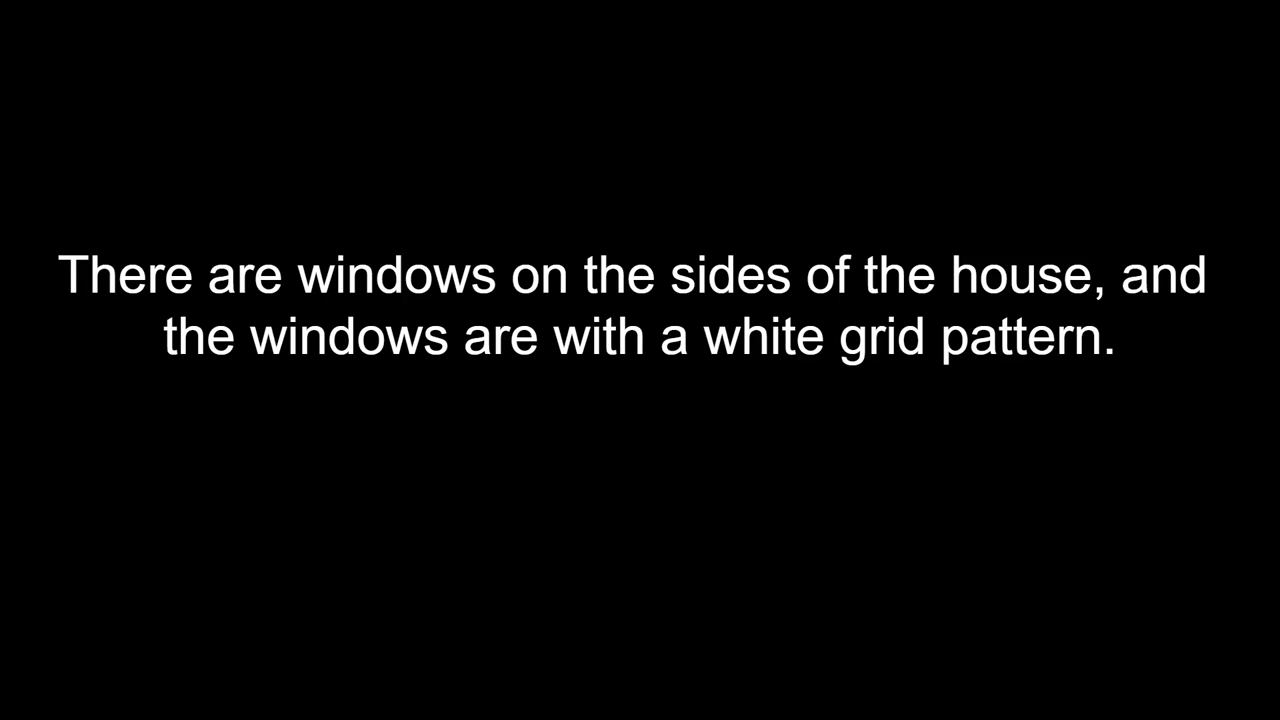 There are windows on the sides of the house, and
the windows are with a white grid pattern.